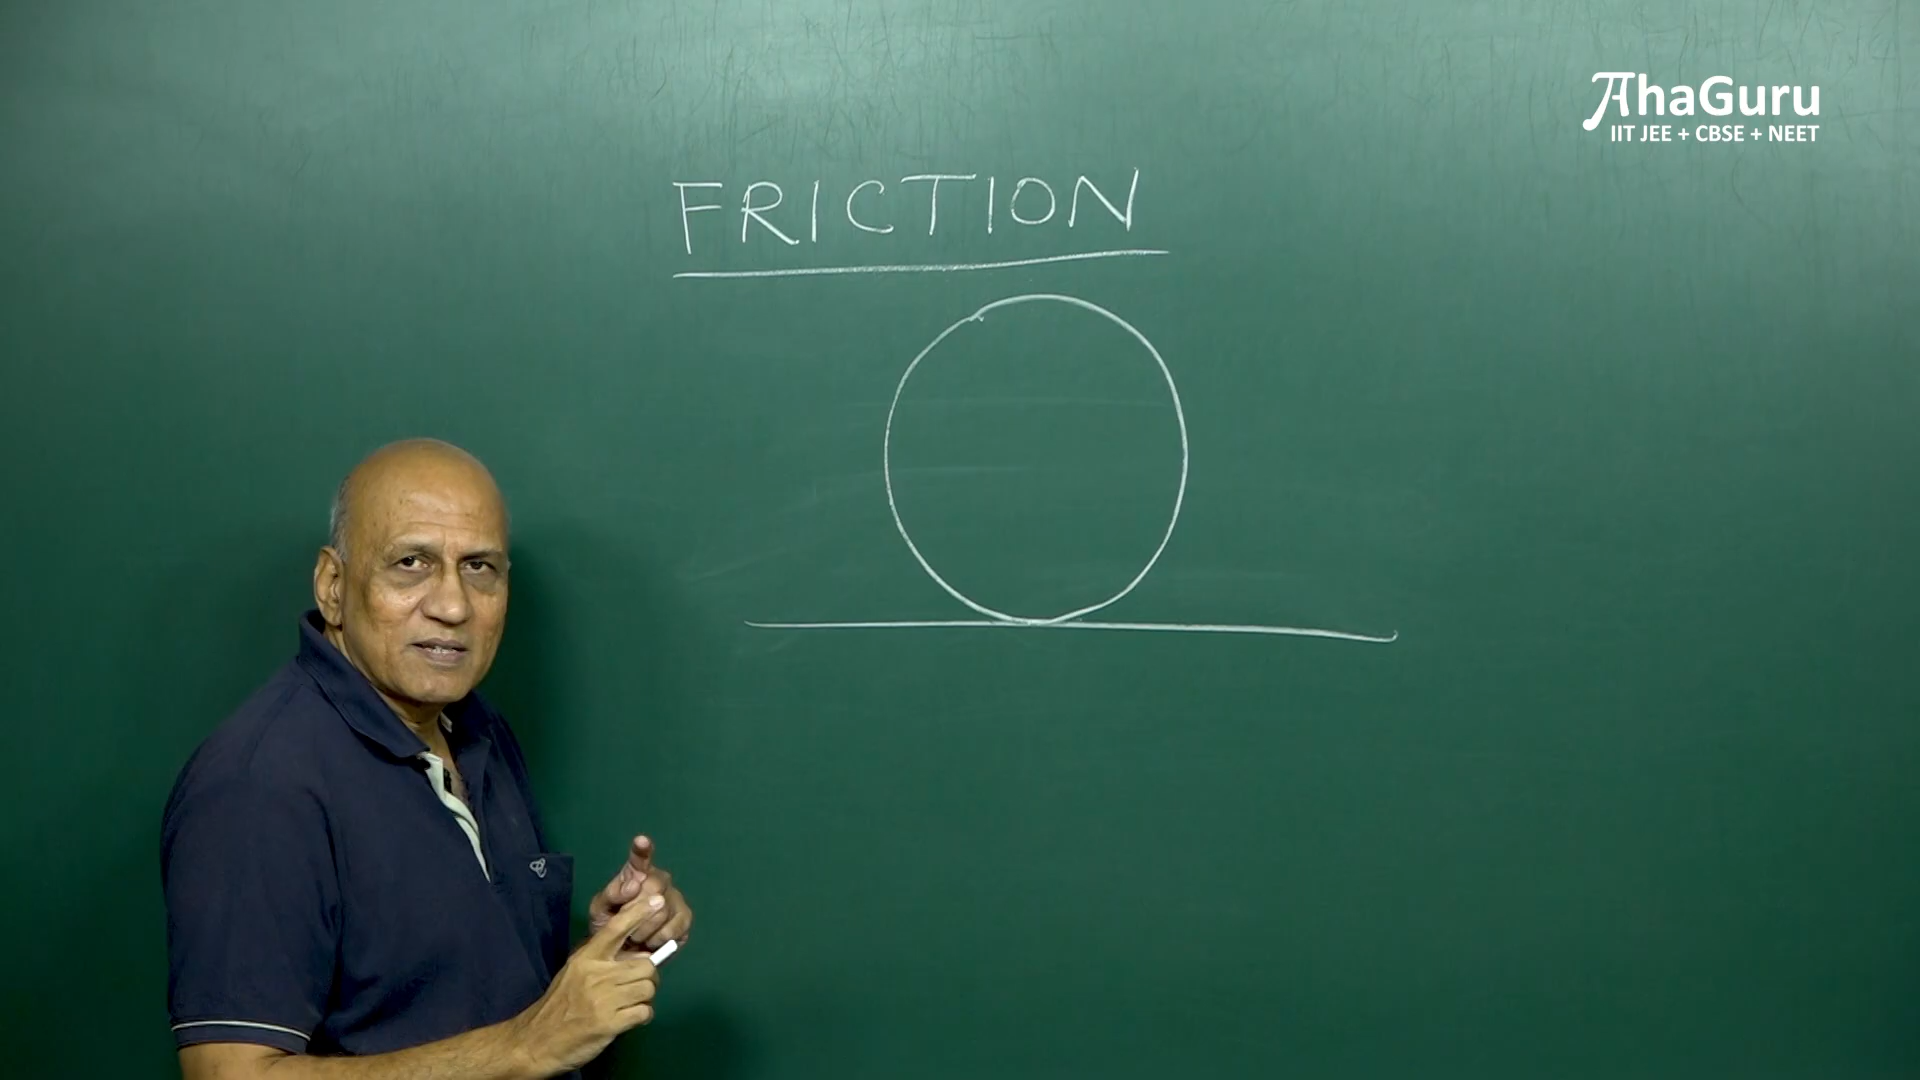 AhaGuru
IIT JEE + CBSE + NEET
FRICTION